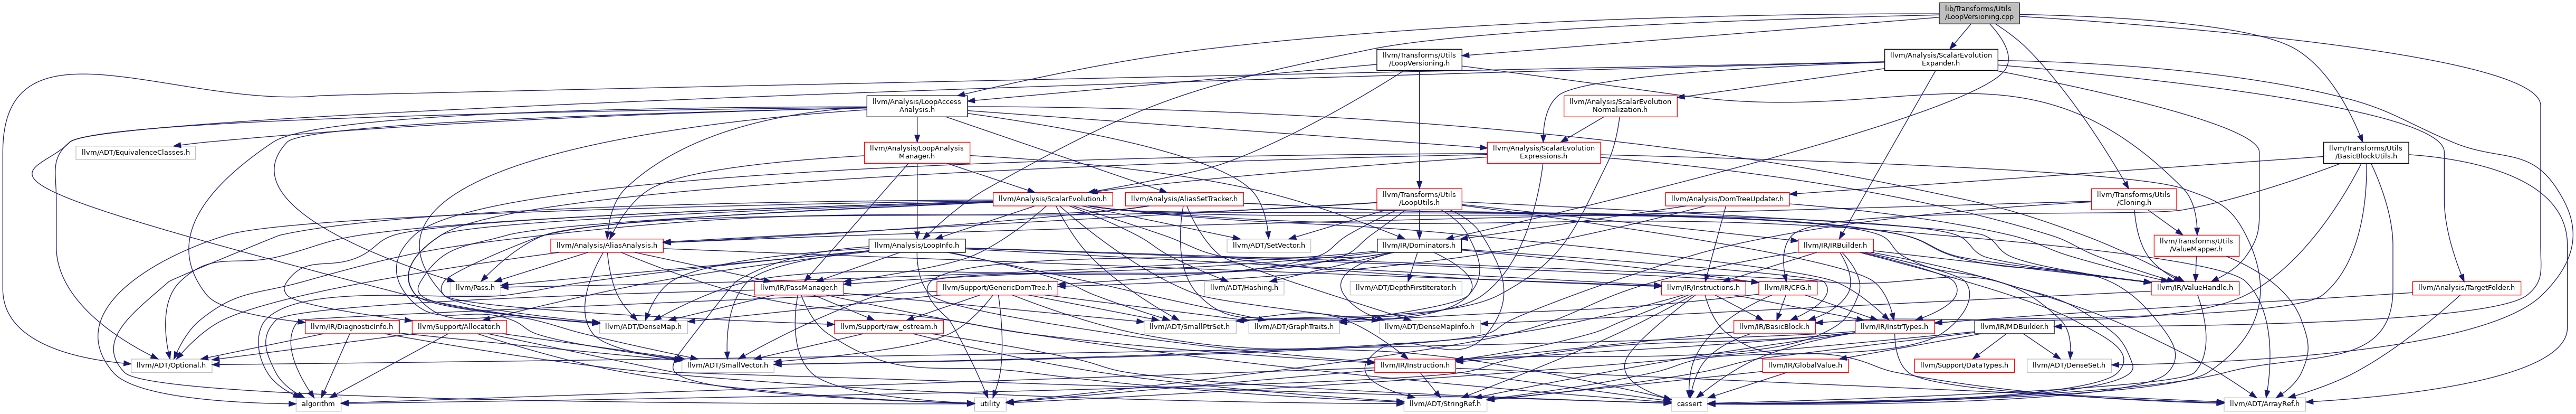 lib/Transforms/Utils
/LoopVersioning.cpp
llvm/Transforms/Utils
/LoopVersioning.h
llvm/Analysis/ScalarEvolution
Expander.h
llvm/Analysis/LoopAccess
Analysis.h
llvm/Analysis/ScalarEvolution
Normalization.h
llvm/ADT/EquivalenceClasses.h
llvm/Analysis/LoopAnalysis
Manager.h
llvm/Analysis/ScalarEvolution
Expressions.h
llvm/Transforms/Utils
/BasicBlockUtils.h
llvm/Analysis/ScalarEvolution.h
llvm/Analysis/AliasSetTracker.h
llvm/Transforms/Utils
/LoopUtils.h
llvm/Analysis/DomTreeUpdater.h
llvm/Transforms/Utils
/Cloning.h
llvm/Analysis/AliasAnalysis.h
llvm/Analysis/LoopInfo.h
llvm/ADT/SetVector.h
llvm/IR/Dominators.h
llvm/IR/IRBuilder.h
llvm/Transforms/Utils
/ValueMapper.h
llvm/Pass.h
llvm/IR/PassManager.h
llvm/Support/GenericDomTree.h
llvm/ADT/Hashing.h
llvm/ADT/DepthFirstIterator.h
llvm/IR/Instructions.h
llvm/IR/CFG.h
llvm/IR/ValueHandle.h
llvm/Analysis/TargetFolder.h
llvm/IR/DiagnosticInfo.h
llvm/Support/Allocator.h
llvm/ADT/DenseMap.h
llvm/Support/raw_ostream.h
llvm/ADT/SmallPtrSet.h
llvm/ADT/GraphTraits.h
llvm/ADT/DenseMapInfo.h
llvm/IR/BasicBlock.h
llvm/IR/InstrTypes.h
llvm/IR/MDBuilder.h
llvm/ADT/Optional.h
llvm/ADT/SmallVector.h
llvm/IR/Instruction.h
llvm/IR/GlobalValue.h
llvm/Support/DataTypes.h
llvm/ADT/DenseSet.h
algorithm
utility
llvm/ADT/StringRef.h
cassert
llvm/ADT/ArrayRef.h